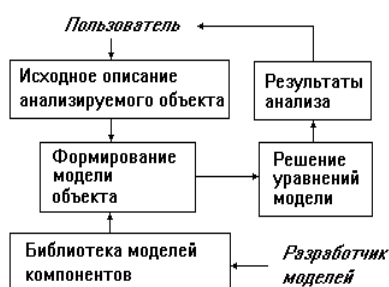 Пользователь
Исходное описание
анализируемого объекта
Результаты
анализа
Формирование
модели
объекта
Решение
уравнений
модели
Библиотека моделей
компонентов
Разработчик
моделей